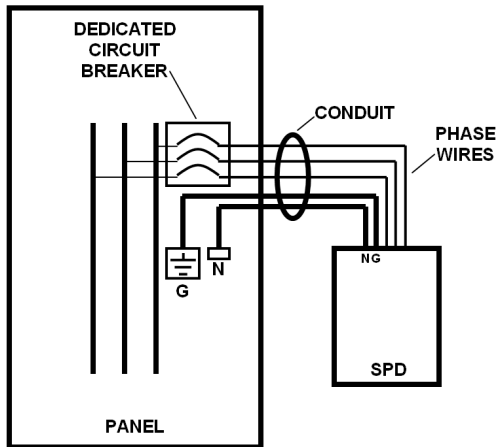 DEDICATED
CIRCUIT
BREAKER
CONDUIT
PHASE
WIRES
N
G
NG
SPD
PANEL